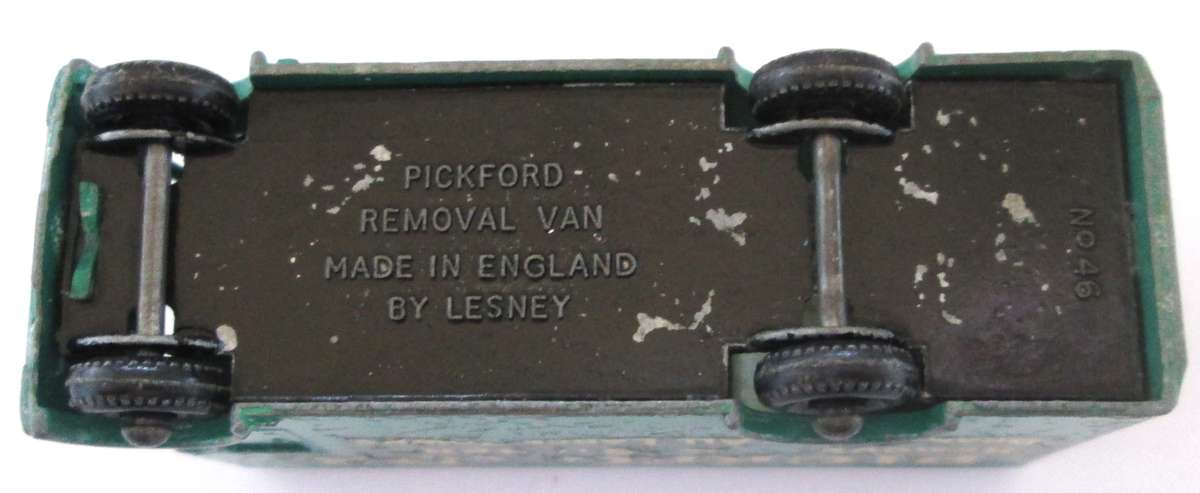 PICKFORD
REMOVAL VAN
MADE IN ENGLAND
BY LESNEY
NO 46